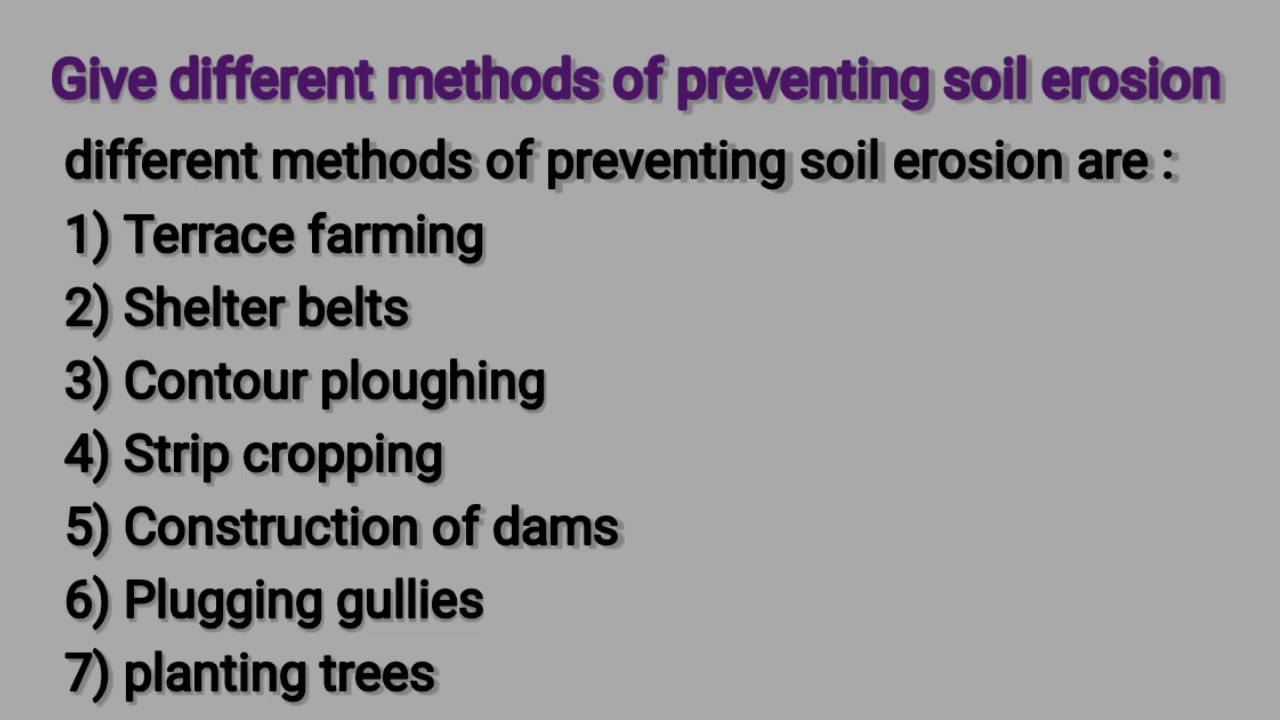 Give different methods of preventing soil erosion
different methods of preventing soil erosion are :
1) Terrace farming
2) Shelter belts
3) Contour ploughing
4) Strip cropping
5) Construction of dams
6) Plugging gullies
7) planting trees